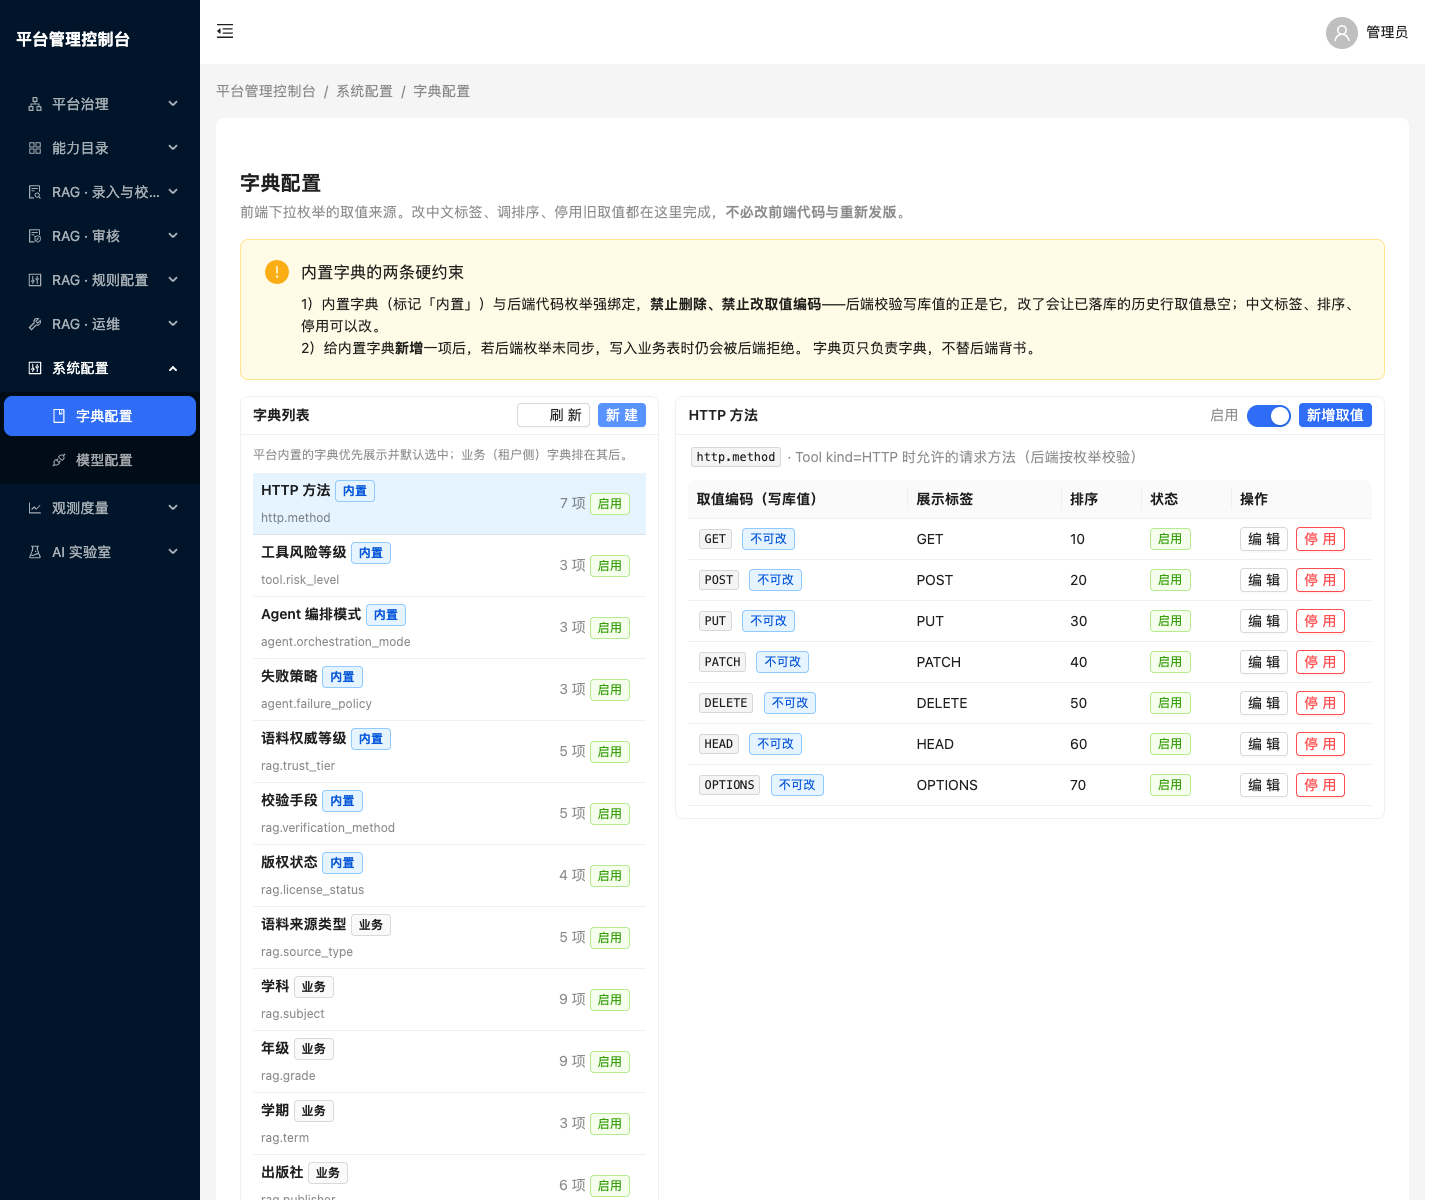 平台管理控制台
管理员
平台治理
能力目录
RAG · 录入与校...
RAG · 审核
RAG · 规则配置
RAG · 运维
系统配置
字典配置
模型配置
观测度量
AI 实验室
平台管理控制台 / 系统配置 / 字典配置
字典配置
前端下拉枚举的取值来源。改中文标签、调排序、停用旧取值都在这里完成，不必改前端代码与重新发版。
内置字典的两条硬约束
1）内置字典（标记「内置」）与后端代码枚举强绑定，禁止删除、禁止改取值编码——后端校验写库值的正是它，改了会让已落库的历史行取值悬空；中文标签、排序、
停用可以改。
2）给内置字典新增一项后，若后端枚举未同步，写入业务表时仍会被后端拒绝。 字典页只负责字典，不替后端背书。
字典列表 刷 新 新 建
平台内置的字典优先展示并默认选中；业务（租户侧）字典排在其后。
HTTP 方法 内置 7 项 启用
http.method
工具风险等级 内置 3 项 启用
tool.risk_level
Agent 编排模式 内置 3 项 启用
agent.orchestration_mode
失败策略 内置 3 项 启用
agent.failure_policy
语料权威等级 内置 5 项 启用
rag.trust_tier
校验手段 内置 5 项 启用
rag.verification_method
版权状态 内置 4 项 启用
rag.license_status
语料来源类型 业务 5 项 启用
rag.source_type
学科 业务 9 项 启用
rag.subject
年级 业务 9 项 启用
rag.grade
学期 业务 3 项 启用
rag.term
出版社 业务 6 项 启用
rag.publisher
HTTP 方法 启用 新增取值
http.method · Tool kind=HTTP 时允许的请求方法（后端按枚举校验）
取值编码（写库值） 展示标签 排序 状态 操作
GET 不可改 GET 10 启用 编 辑 停 用
POST 不可改 POST 20 启用 编 辑 停 用
PUT 不可改 PUT 30 启用 编 辑 停 用
PATCH 不可改 PATCH 40 启用 编 辑 停 用
DELETE 不可改 DELETE 50 启用 编 辑 停 用
HEAD 不可改 HEAD 60 启用 编 辑 停 用
OPTIONS 不可改 OPTIONS 70 启用 编 辑 停 用